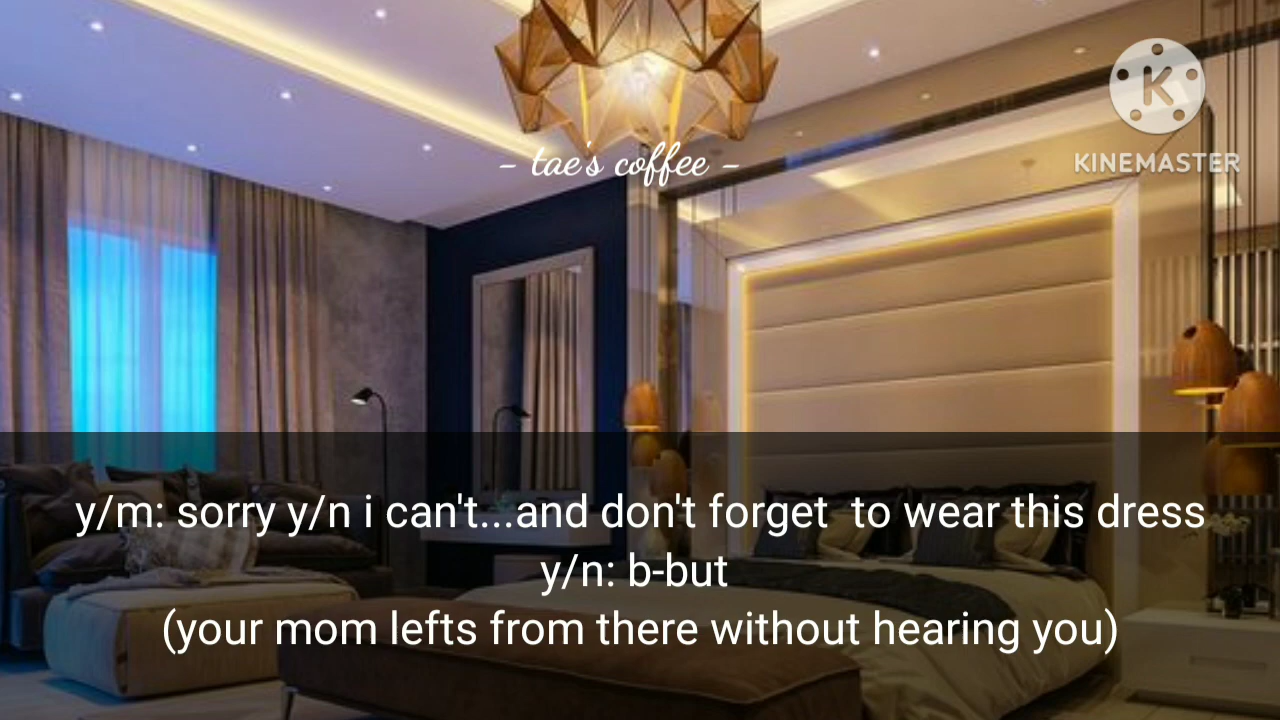 - tae's coffee -
K
KINEMASTER
y/m: sorry y/n i can't...and don't forget  to wear this dress
y/n: b-but
(your mom lefts from there without hearing you)